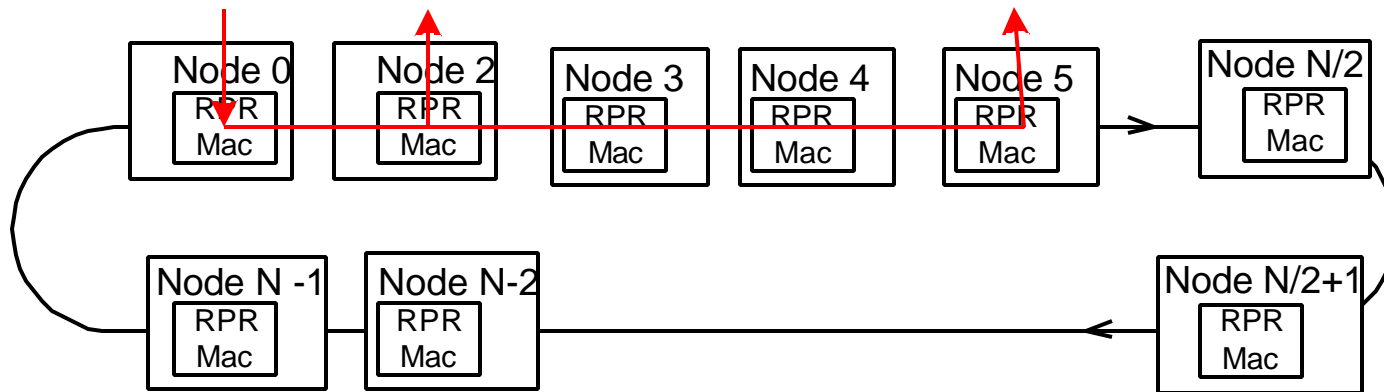 Node 0
RPR
Mac
Node 2
RPR
Mac
Node 3
RPR
Mac
Node 4
RPR
Mac
Node 5
RPR
Mac
Node N/2
RPR
Mac
Node N -1
RPR
Mac
Node N-2
RPR
Mac
Node N/2+1
RPR
Mac